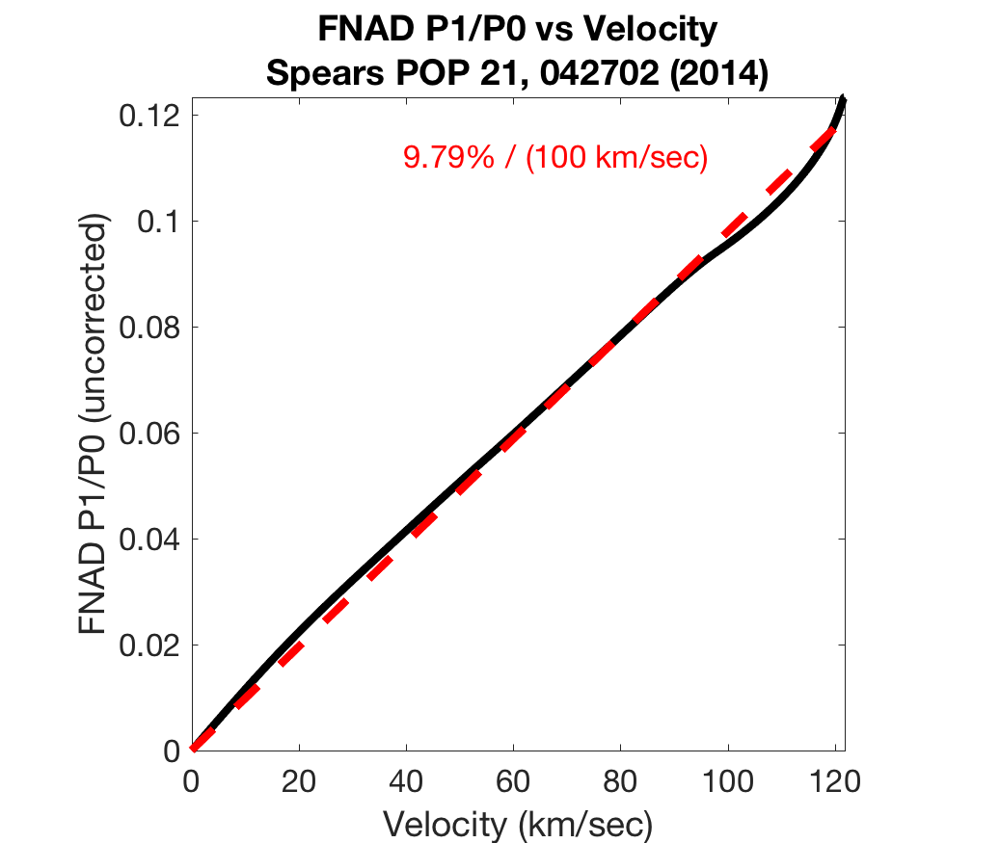 FNAD P1/P0 vs Velocity
Spears POP 21, 042702 (2014)
9.79% / (100 km/sec)
FNAD P1/P0 (uncorrected)
0.12
0.1
0.08
0.06
0.04
0.02
0
0 20 40 60 80 100 120
Velocity (km/sec)